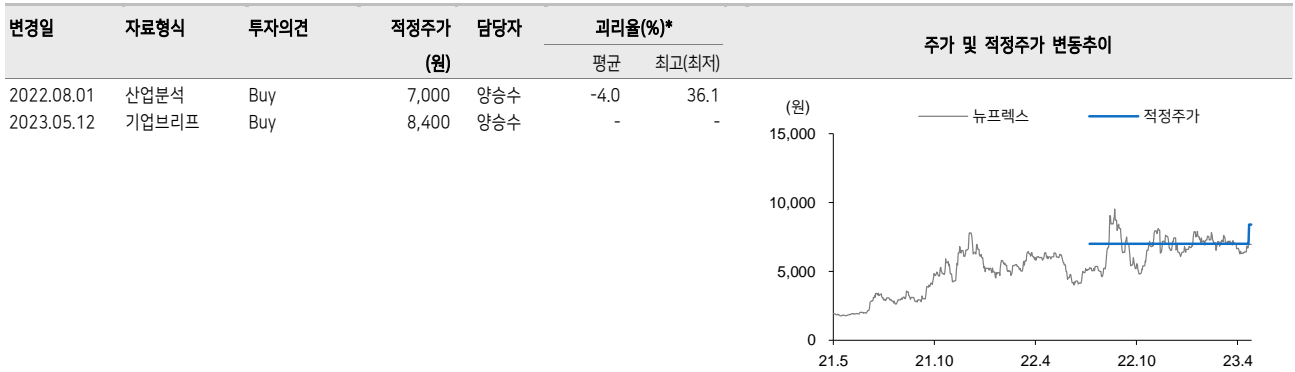 변경일 자료형식 투자의견 적정주가 담당자 괴리율(%)* 주가 및 적정주가 변동추이
(원) 평균 최고(최저)
2022.08.01 산업분석 Buy 7,000 양승수 -4.0 36.1
2023.05.12 기업브리프 Buy 8,400 양승수 - -
(원) 뉴프렉스 적정주가
15,000
10,000
5,000
0
21.5 21.10 22.4 22.10 23.4